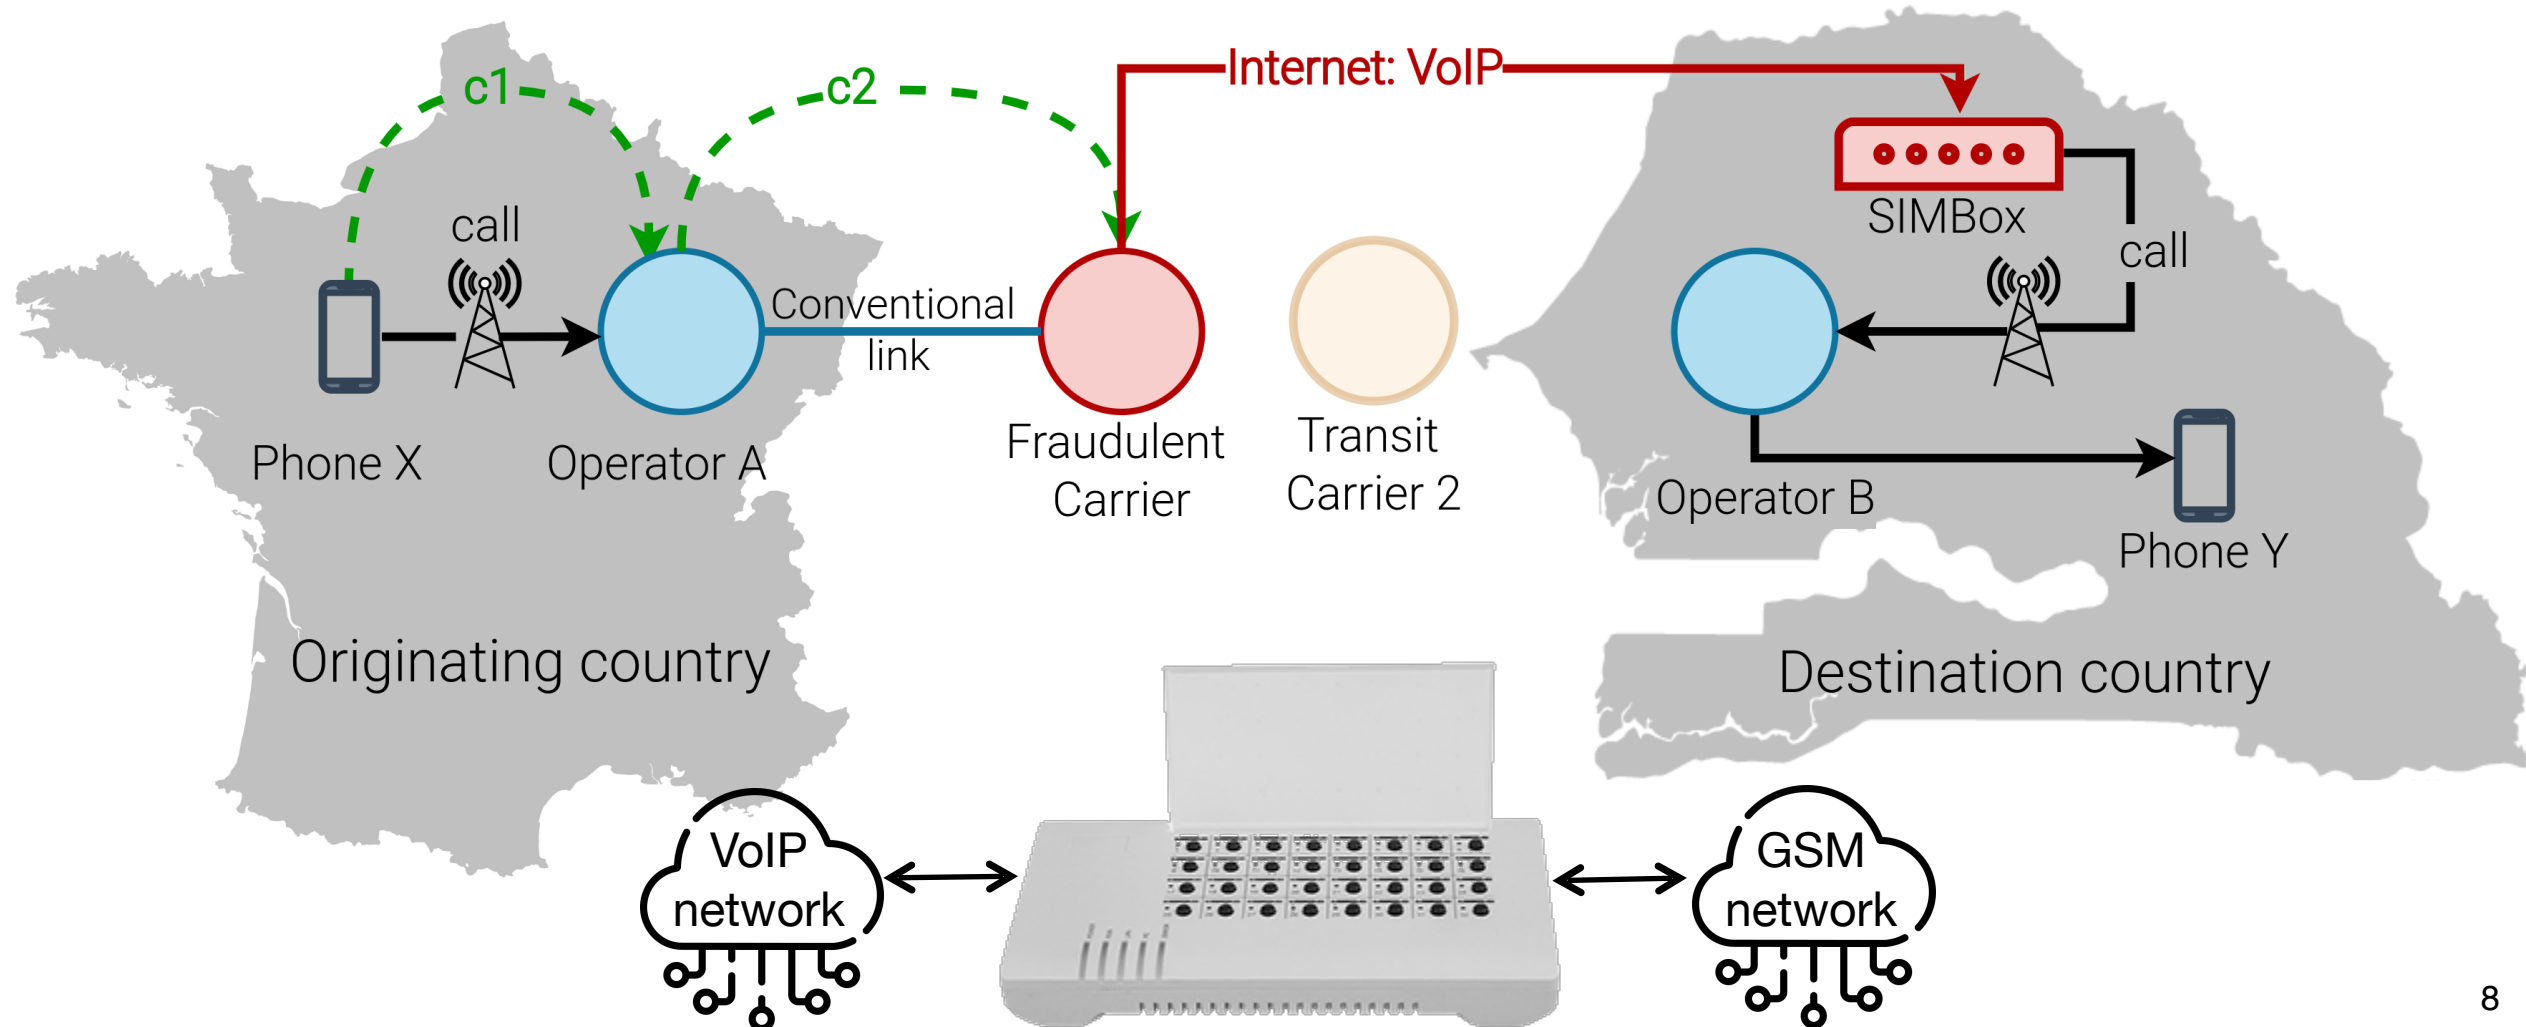 c1
c2
Internet: VoIP
call
SIMBox
call
Conventional
link
Phone X
Operator A
Fraudulent
Carrier
Transit
Carrier 2
Operator B
Phone Y
Originating country
Destination country
VoIP
network
GSM
network
8